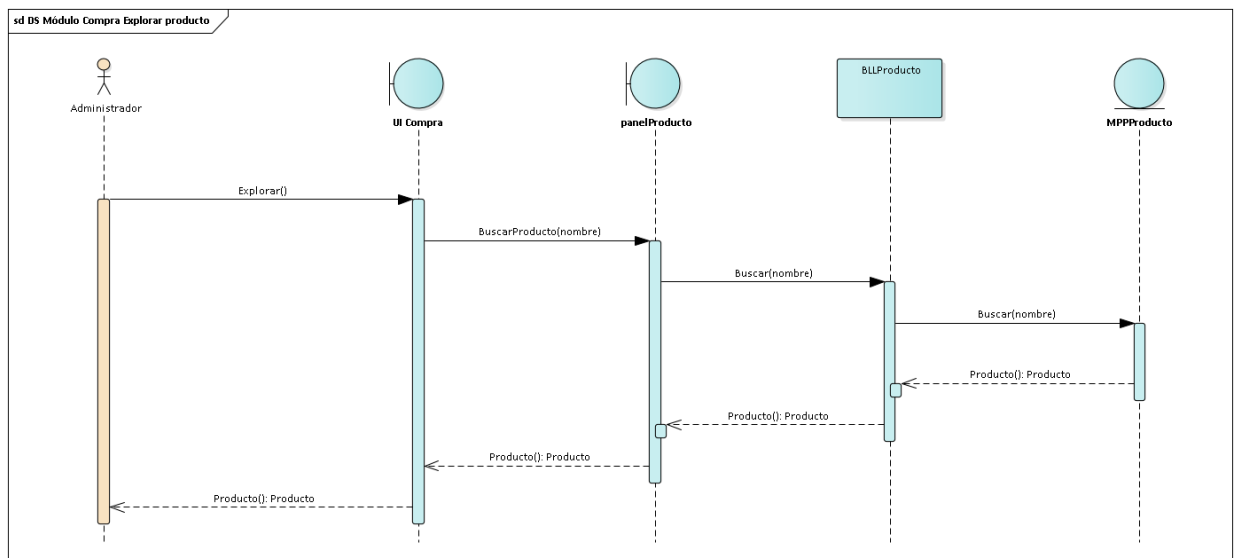 sd DS Módulo Compra Explorar producto
Administrador
UI Compra
panelProducto
BLLProducto
MPPProducto
Explorar()
BuscarProducto(nombre)
Buscar(nombre)
Buscar(nombre)
Producto(): Producto
Producto(): Producto
Producto(): Producto
Producto(): Producto